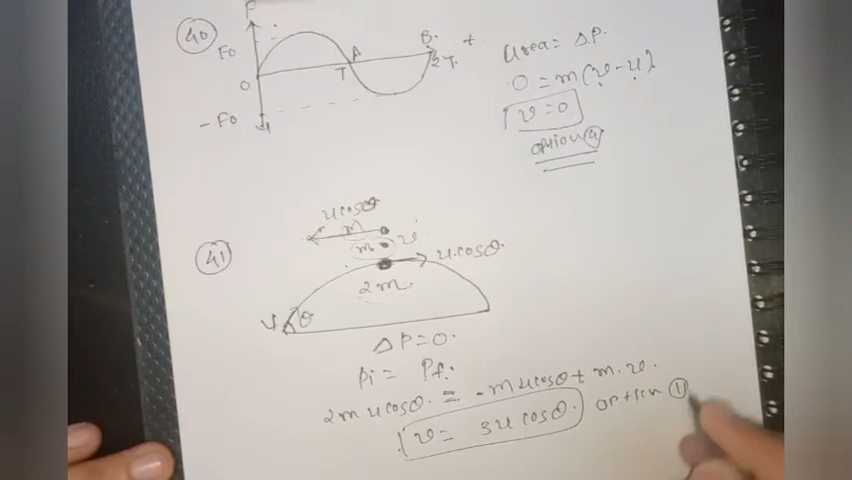 40
F
F0
-F0
O
T
A
B.
2T.
+
t
Area = ΔP.
0 = m(v-u).
v = 0
option 4
41
u cosθ
m
m v
u cosθ.
2m.
u θ
ΔP = 0.
Pi = Pf.
2m u cosθ. = -m u cosθ + m.v.
v = 3u cosθ. option 1